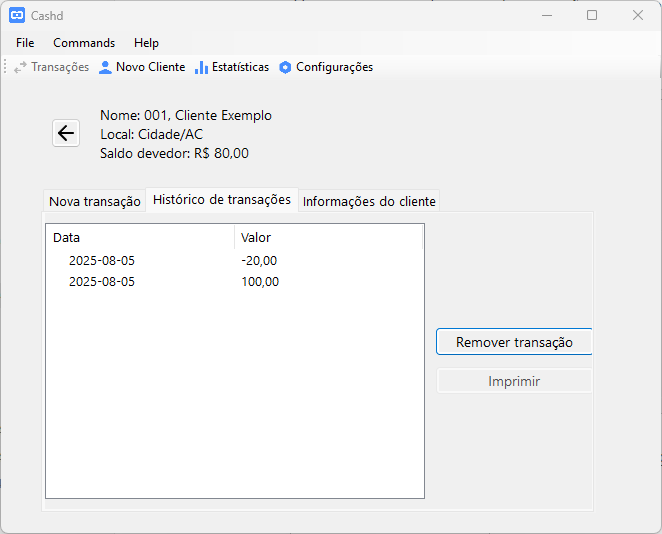 Cashd
File Commands Help
Transações Novo Cliente Estatísticas Configurações
Nome: 001, Cliente Exemplo
Local: Cidade/AC
Saldo devedor: R$ 80,00
Nova transação Histórico de transações Informações do cliente
Data Valor
2025-08-05 -20,00
2025-08-05 100,00
Remover transação
Imprimir